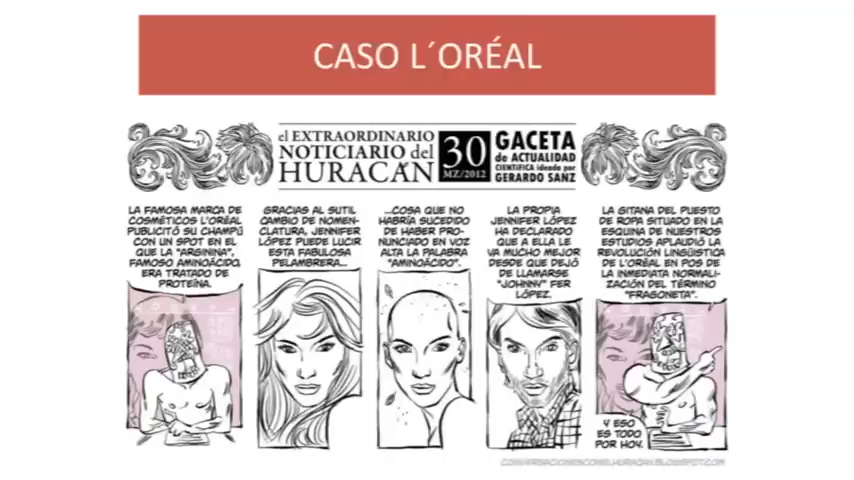 CASO L´ORÉAL
el EXTRAORDINARIO
NOTICIARIO del
HURACÁN
30
MZ/2012
GACETA
de ACTUALIDAD
CIENTÍFICA ideada por
GERARDO SANZ
LA FAMOSA MARCA DE
COSMÉTICOS L'ORÉAL
PUBLICITÓ SU CHAMPÚ
CON UN SPOT EN EL
QUE LA "ARGININA",
FAMOSO AMINOÁCIDO,
ERA TRATADO DE
PROTEÍNA.
GRACIAS AL SUTIL
CAMBIO DE NOMEN-
CLATURA, JENNIFER
LÓPEZ PUEDE LUCIR
ESTA FABULOSA
PELAMBRERA...
...COSA QUE NO
HABRÍA SUCEDIDO
DE HABER PRO-
NUNCIADO EN VOZ
ALTA LA PALABRA
"AMINOÁCIDO".
LA PROPIA
JENNIFER LÓPEZ
HA DECLARADO
QUE A ELLA LE
VA MUCHO MEJOR
DESDE QUE DEJÓ
DE LLAMARSE
"JOHNNY" FER
LÓPEZ.
LA GITANA DEL PUESTO
DE ROPA SITUADO EN LA
ESQUINA DE NUESTROS
ESTUDIOS APLAUDIÓ LA
REVOLUCIÓN LINGÜÍSTICA
DE L'ORÉAL EN POS DE
LA INMEDIATA NORMALI-
ZACIÓN DEL TÉRMINO
"FRAGONETA".
Y ESO
ES TODO
POR HOY.
CONVERSACIONESCONELHURACAN.BLOGSPOT.COM